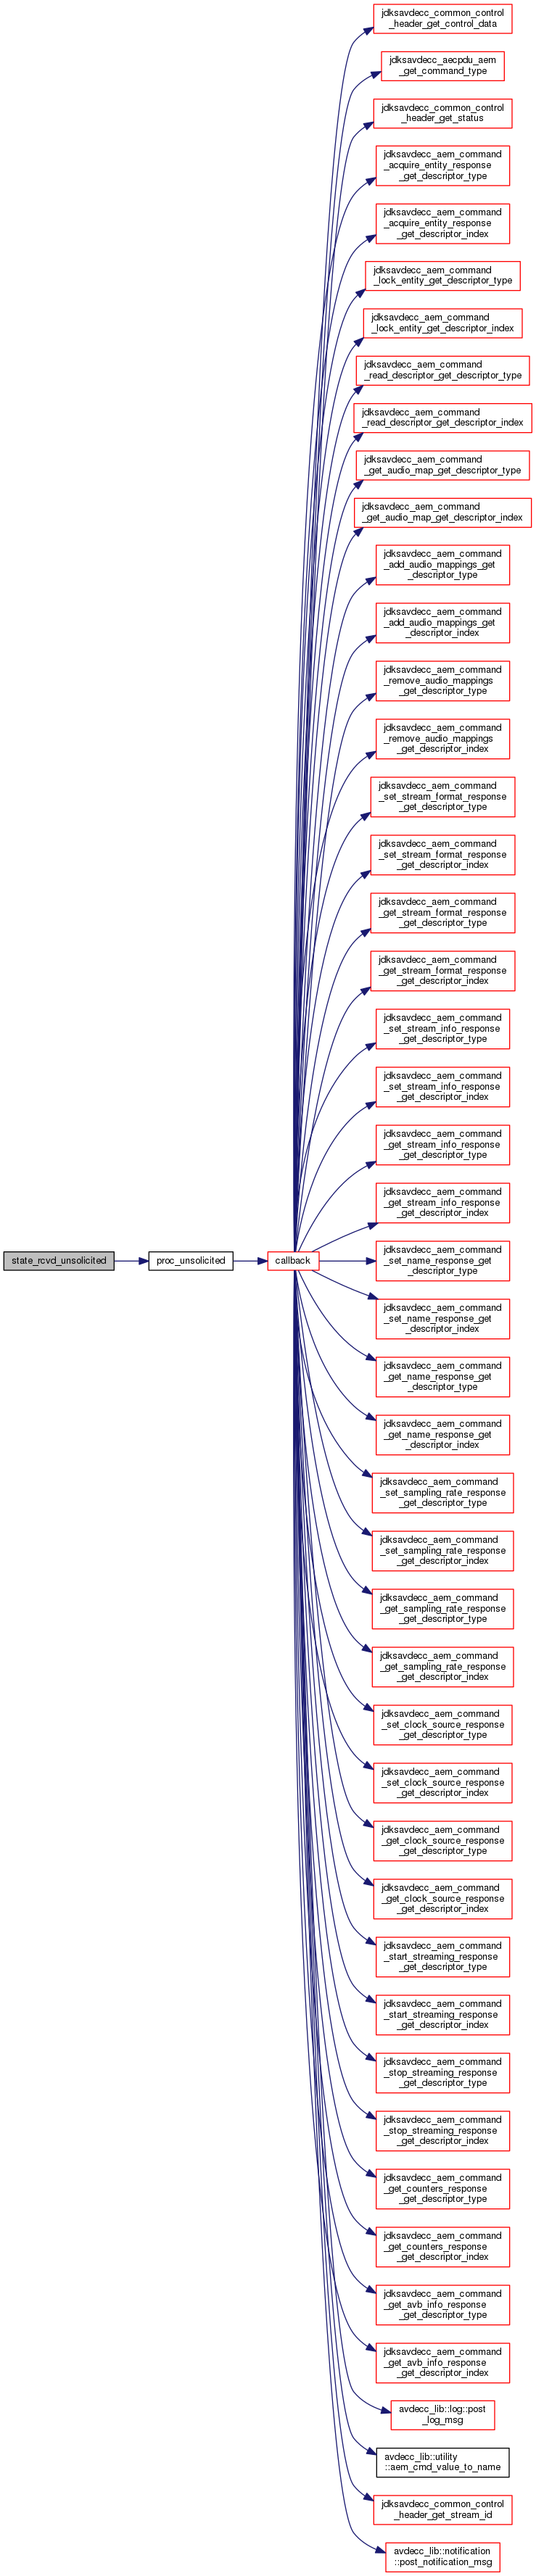 jdksavdecc_common_control
_header_get_control_data
jdksavdecc_aecpdu_aem
_get_command_type
jdksavdecc_common_control
_header_get_status
jdksavdecc_aem_command
_acquire_entity_response
_get_descriptor_type
jdksavdecc_aem_command
_acquire_entity_response
_get_descriptor_index
jdksavdecc_aem_command
_lock_entity_get_descriptor_type
jdksavdecc_aem_command
_lock_entity_get_descriptor_index
jdksavdecc_aem_command
_read_descriptor_get_descriptor_type
jdksavdecc_aem_command
_read_descriptor_get_descriptor_index
jdksavdecc_aem_command
_get_audio_map_get_descriptor_type
jdksavdecc_aem_command
_get_audio_map_get_descriptor_index
jdksavdecc_aem_command
_add_audio_mappings_get
_descriptor_type
jdksavdecc_aem_command
_add_audio_mappings_get
_descriptor_index
jdksavdecc_aem_command
_remove_audio_mappings
_get_descriptor_type
jdksavdecc_aem_command
_remove_audio_mappings
_get_descriptor_index
jdksavdecc_aem_command
_set_stream_format_response
_get_descriptor_type
jdksavdecc_aem_command
_set_stream_format_response
_get_descriptor_index
jdksavdecc_aem_command
_get_stream_format_response
_get_descriptor_type
jdksavdecc_aem_command
_get_stream_format_response
_get_descriptor_index
jdksavdecc_aem_command
_set_stream_info_response
_get_descriptor_type
jdksavdecc_aem_command
_set_stream_info_response
_get_descriptor_index
jdksavdecc_aem_command
_get_stream_info_response
_get_descriptor_type
jdksavdecc_aem_command
_get_stream_info_response
_get_descriptor_index
state_rcvd_unsolicited
proc_unsolicited
callback
jdksavdecc_aem_command
_set_name_response_get
_descriptor_type
jdksavdecc_aem_command
_set_name_response_get
_descriptor_index
jdksavdecc_aem_command
_get_name_response_get
_descriptor_type
jdksavdecc_aem_command
_get_name_response_get
_descriptor_index
jdksavdecc_aem_command
_set_sampling_rate_response
_get_descriptor_type
jdksavdecc_aem_command
_set_sampling_rate_response
_get_descriptor_index
jdksavdecc_aem_command
_get_sampling_rate_response
_get_descriptor_type
jdksavdecc_aem_command
_get_sampling_rate_response
_get_descriptor_index
jdksavdecc_aem_command
_set_clock_source_response
_get_descriptor_type
jdksavdecc_aem_command
_set_clock_source_response
_get_descriptor_index
jdksavdecc_aem_command
_get_clock_source_response
_get_descriptor_type
jdksavdecc_aem_command
_get_clock_source_response
_get_descriptor_index
jdksavdecc_aem_command
_start_streaming_response
_get_descriptor_type
jdksavdecc_aem_command
_start_streaming_response
_get_descriptor_index
jdksavdecc_aem_command
_stop_streaming_response
_get_descriptor_type
jdksavdecc_aem_command
_stop_streaming_response
_get_descriptor_index
jdksavdecc_aem_command
_get_counters_response
_get_descriptor_type
jdksavdecc_aem_command
_get_counters_response
_get_descriptor_index
jdksavdecc_aem_command
_get_avb_info_response
_get_descriptor_type
jdksavdecc_aem_command
_get_avb_info_response
_get_descriptor_index
avdecc_lib::log::post
_log_msg
avdecc_lib::utility
::aem_cmd_value_to_name
jdksavdecc_common_control
_header_get_stream_id
avdecc_lib::notification
::post_notification_msg